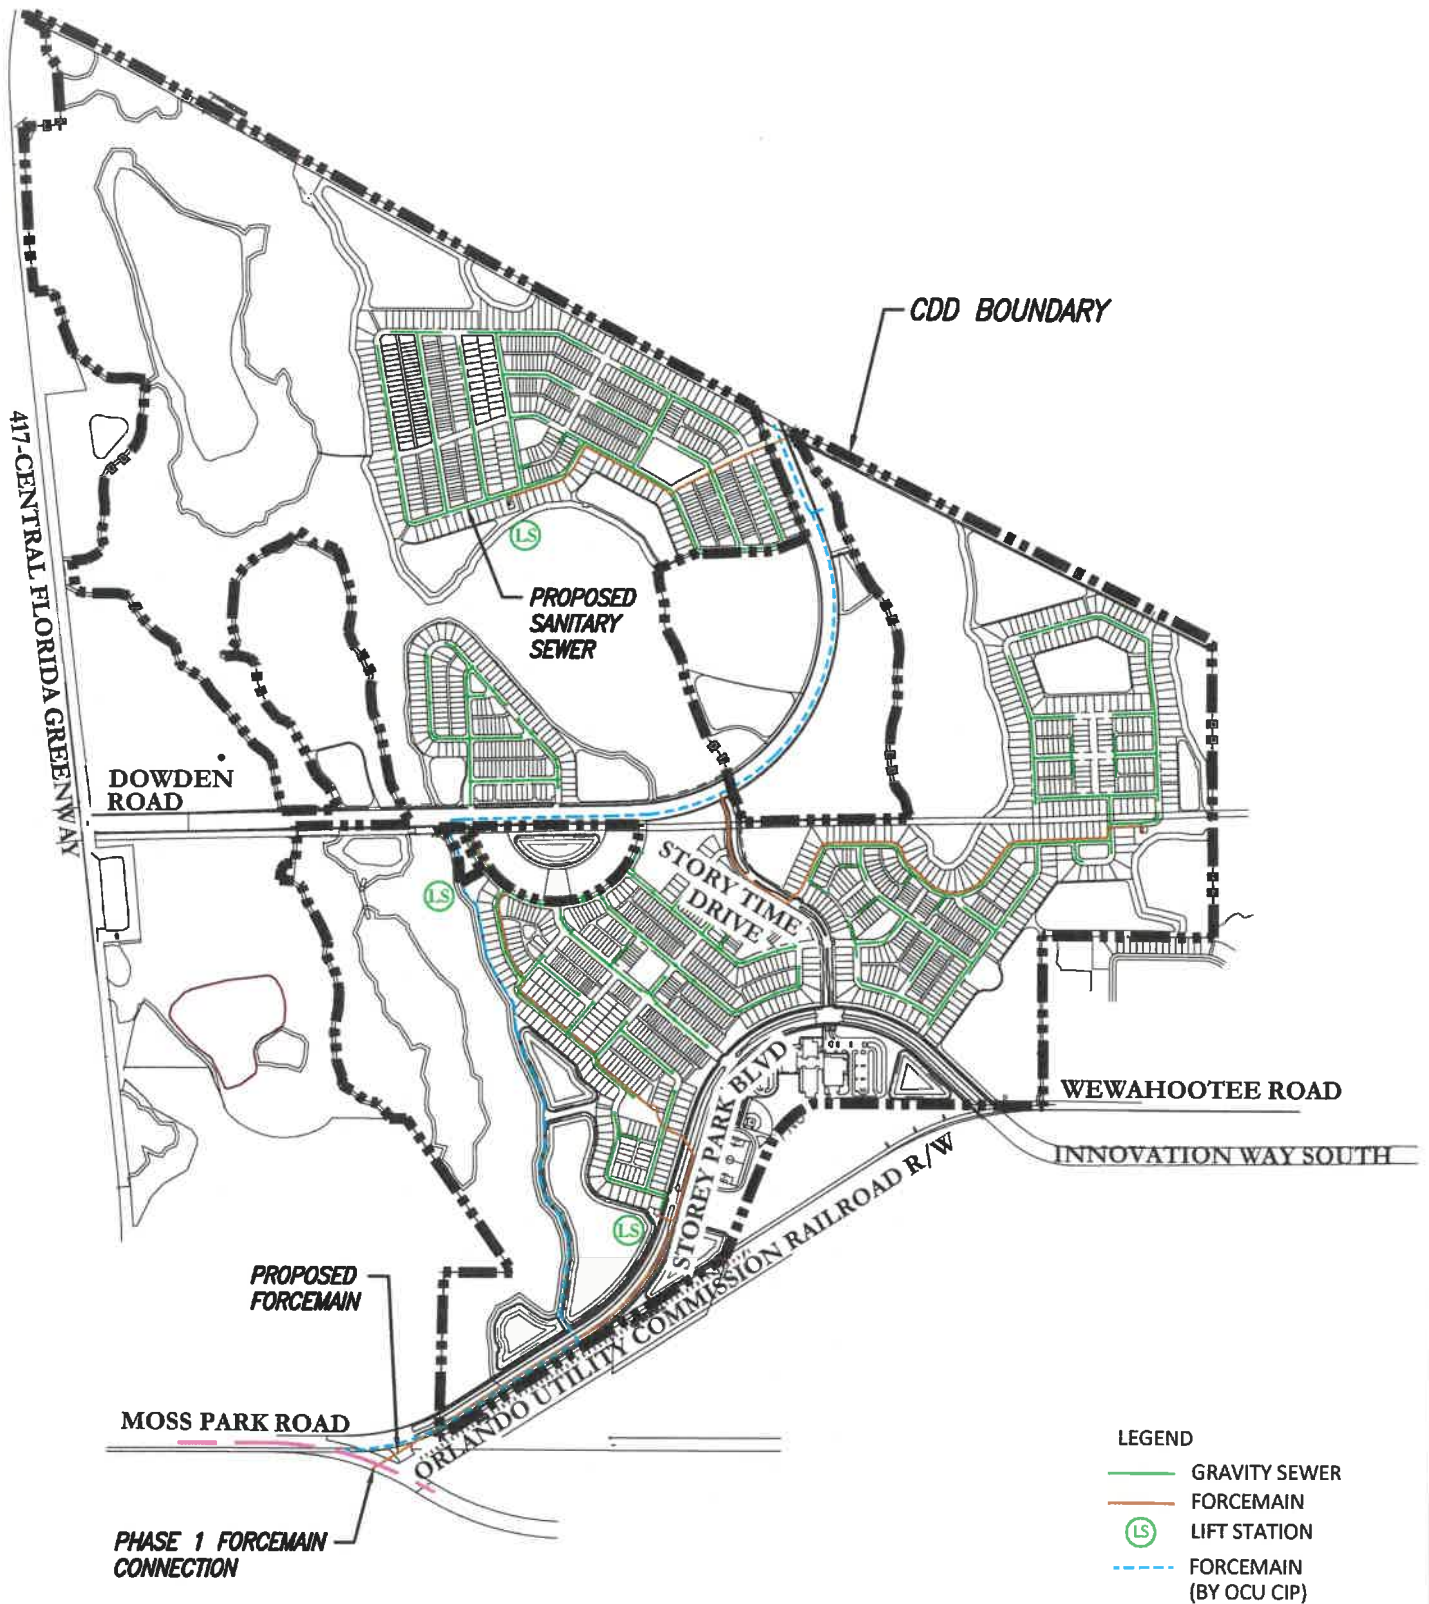 CDD BOUNDARY
417-CENTRAL FLORIDA GREENWAY
LS
PROPOSED
SANITARY
SEWER
DOWDEN
ROAD
STORY TIME
DRIVE
LS
STOREY PARK BLVD
WEWAHOOTEE ROAD
INNOVATION WAY SOUTH
LS
ORLANDO UTILITY COMMISSION RAILROAD R/W
PROPOSED
FORCEMAIN
MOSS PARK ROAD
PHASE 1 FORCEMAIN
CONNECTION
LEGEND
GRAVITY SEWER
FORCEMAIN
LS LIFT STATION
FORCEMAIN
(BY OCU CIP)